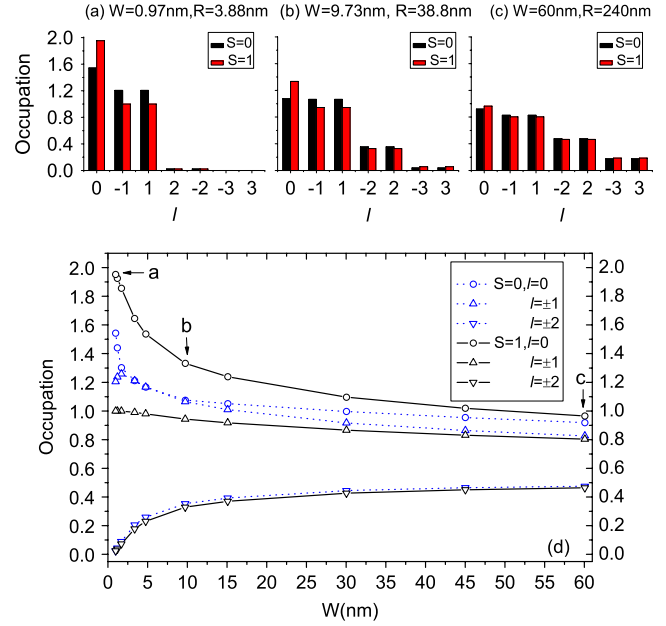 (a) W=0.97nm,R=3.88nm
(b) W=9.73nm, R=38.8nm
(c) W=60nm,R=240nm
Occupation
2.0
1.6
1.2
0.8
0.4
0.0
S=0
S=1
S=0
S=1
S=0
S=1
0 -1 1 2 -2 -3 3
0 -1 1 -2 2 -3 3
0 -1 1 -2 2 -3 3
l
l
l
Occupation
2.0
1.8
1.6
1.4
1.2
1.0
0.8
0.6
0.4
0.2
0.0
a
b
c
S=0,l=0
l=±1
l=±2
S=1,l=0
l=±1
l=±2
2.0
1.8
1.6
1.4
1.2
1.0
0.8
0.6
0.4
0.2
0.0
(d)
0 5 10 15 20 25 30 35 40 45 50 55 60
W(nm)